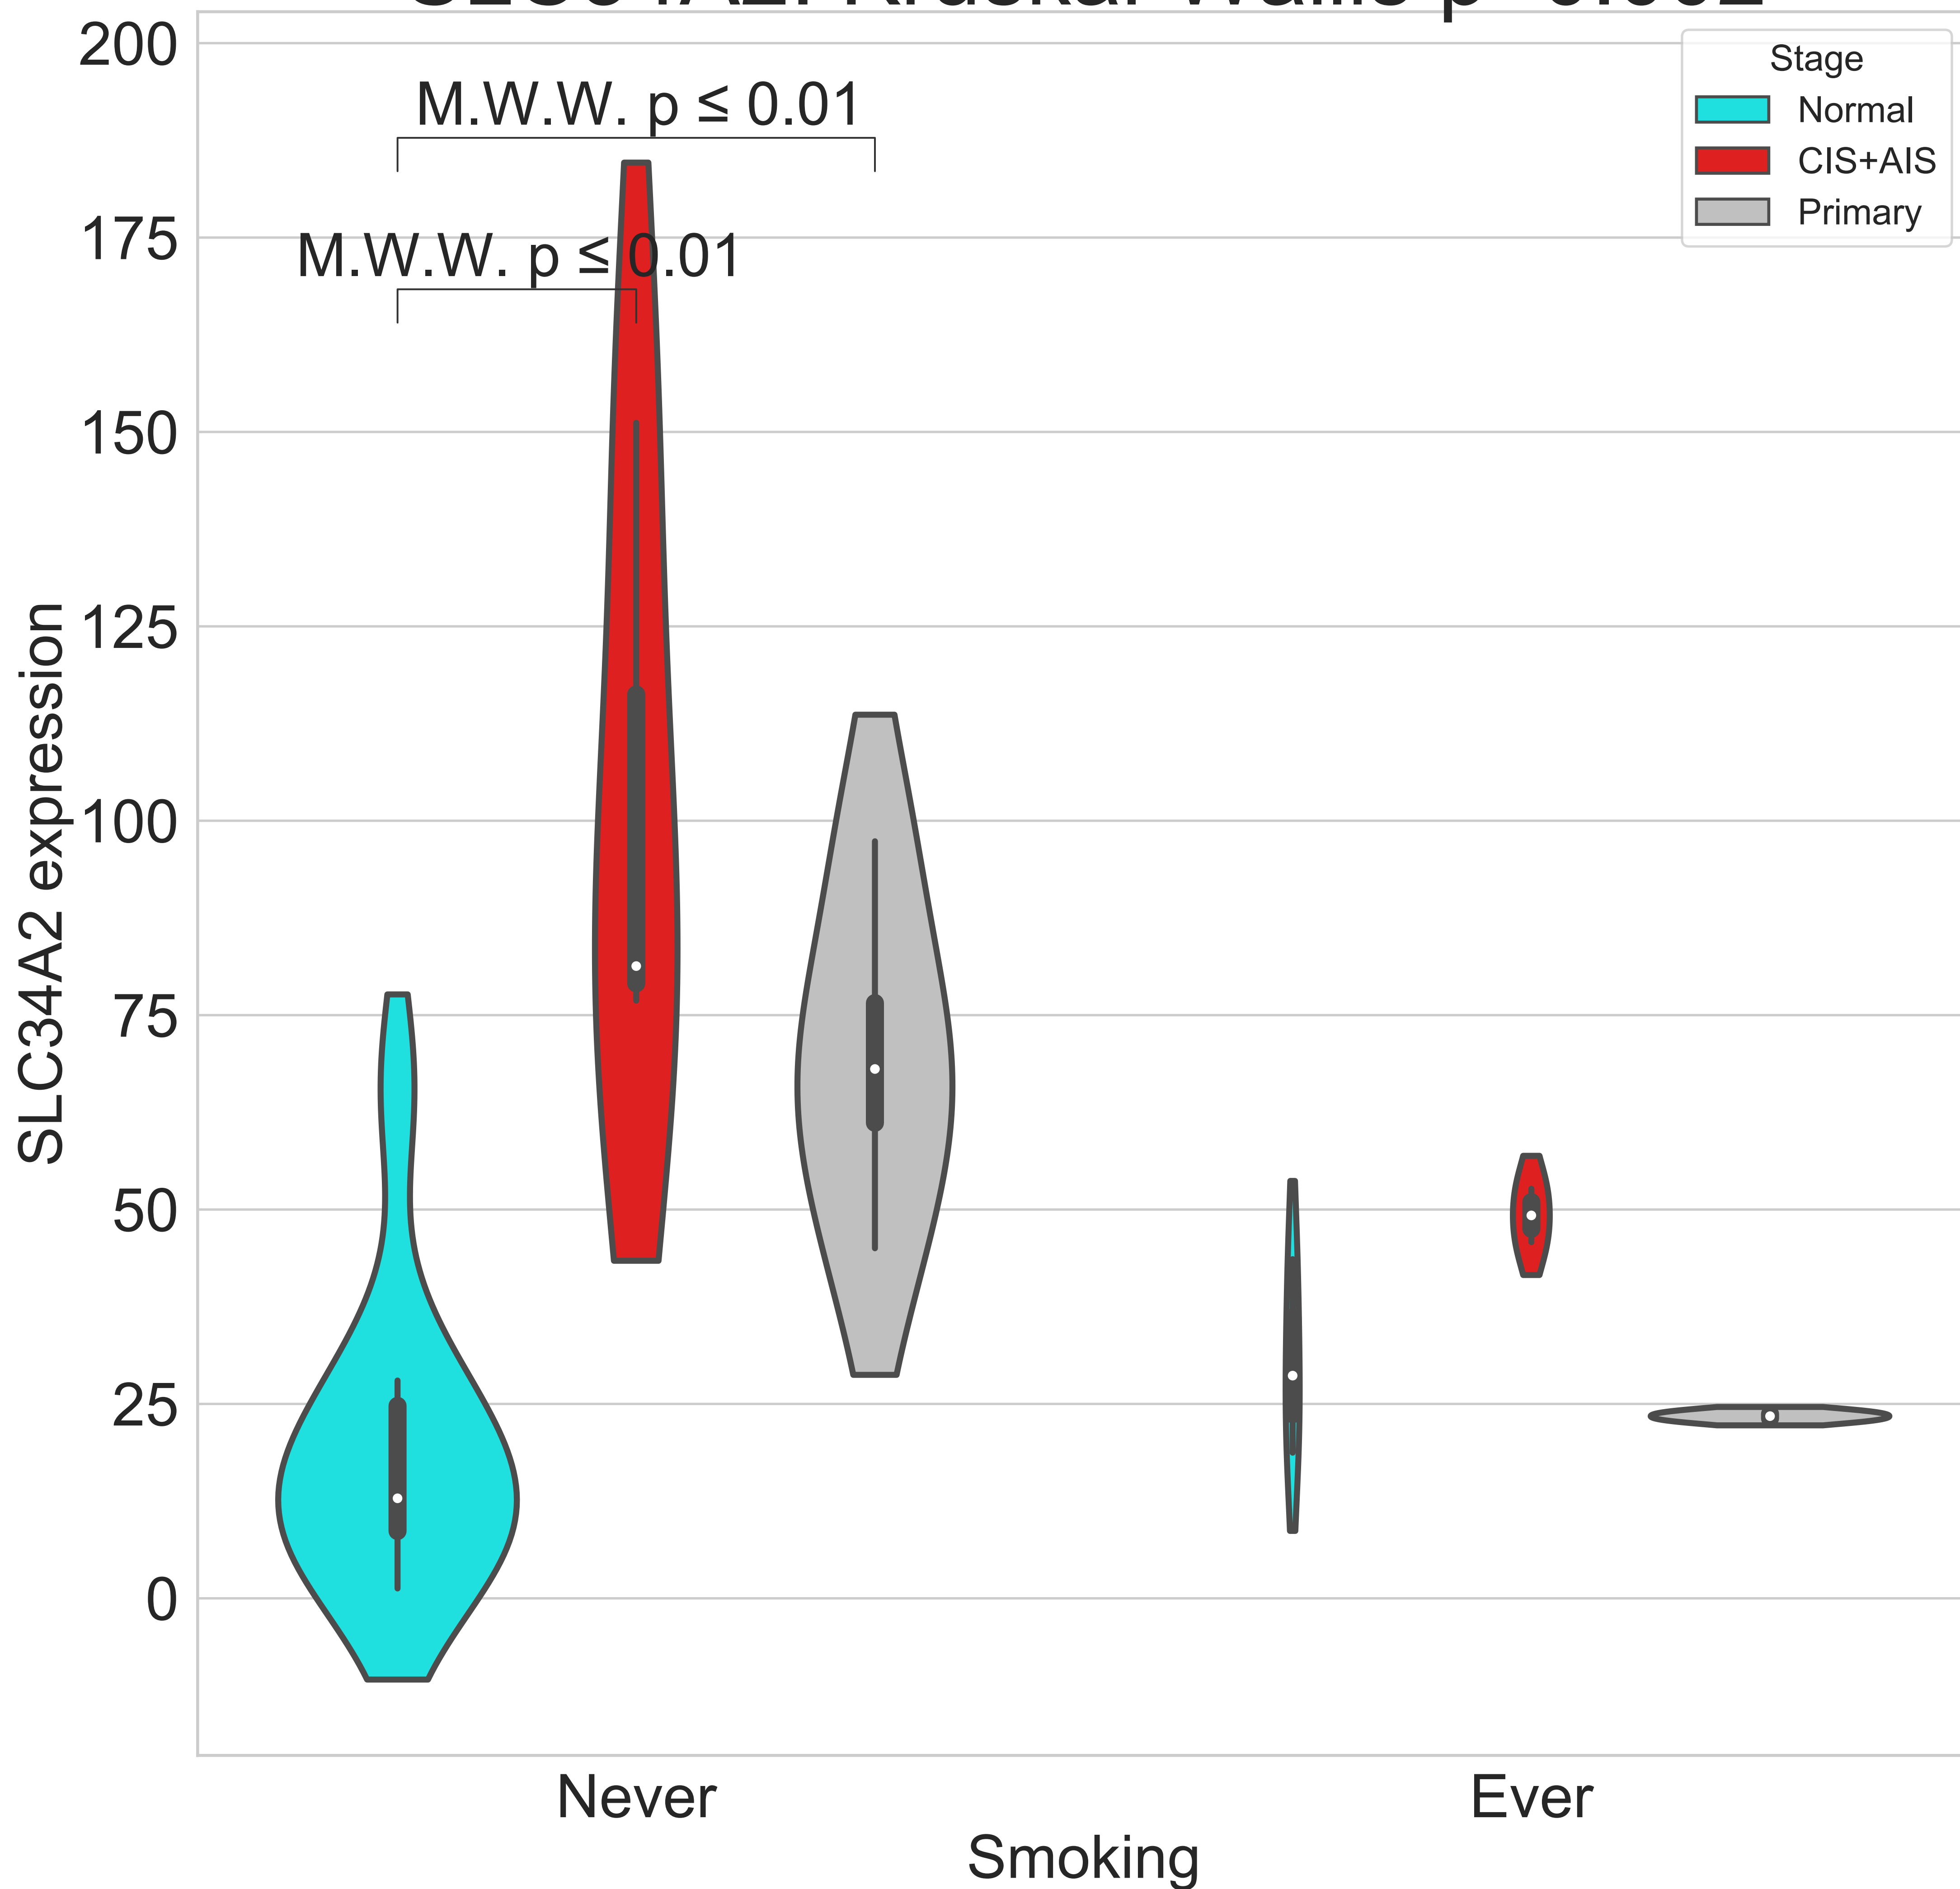 200
175
150
125
100
75
50
25
0
SLC34A2 expression
M.W.W. p ≤ 0.01
M.W.W. p ≤ 0.01
Stage
Normal
CIS+AIS
Primary
Never
Ever
Smoking